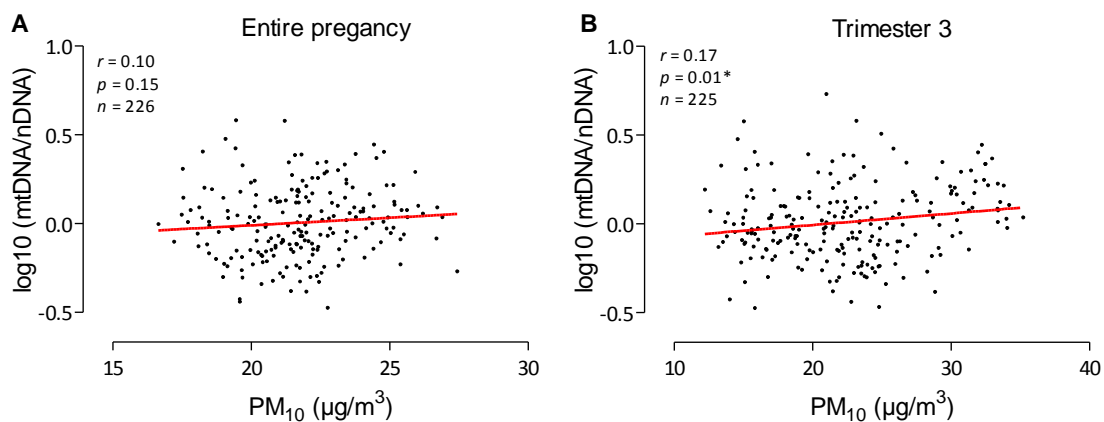 A
Entire pregancy
r = 0.10
p = 0.15
n = 226
log10 (mtDNA/nDNA)
1.0
0.5
0.0
-0.5
15
20
25
30
PM₁₀ (µg/m³)
B
Trimester 3
r = 0.17
p = 0.01*
n = 225
log10 (mtDNA/nDNA)
1.0
0.5
0.0
-0.5
10
20
30
40
PM₁₀ (µg/m³)